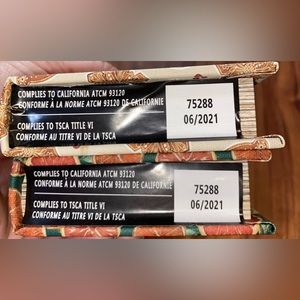 COMPLIES TO CALIFORNIA ATCM 93120
CONFORME À LA NORME ATCM 93120 DE CALIFORNIE
COMPLIES TO TSCA TITLE VI
CONFORME AU TITRE VI DE LA TSCA
75288
06/2021
COMPLIES TO CALIFORNIA ATCM 93120
CONFORME À LA NORME ATCM 93120 DE CALIFORNIE
COMPLIES TO TSCA TITLE VI
CONFORME AU TITRE VI DE LA TSCA
75288
06/2021